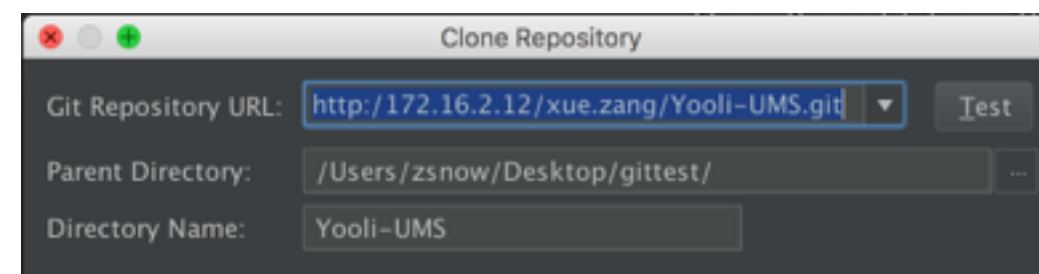 Clone Repository
Git Repository URL: http:/172.16.2.12/xue.zang/Yooli-UMS.git Test
Parent Directory: /Users/zsnow/Desktop/gittest/ ...
Directory Name: Yooli-UMS